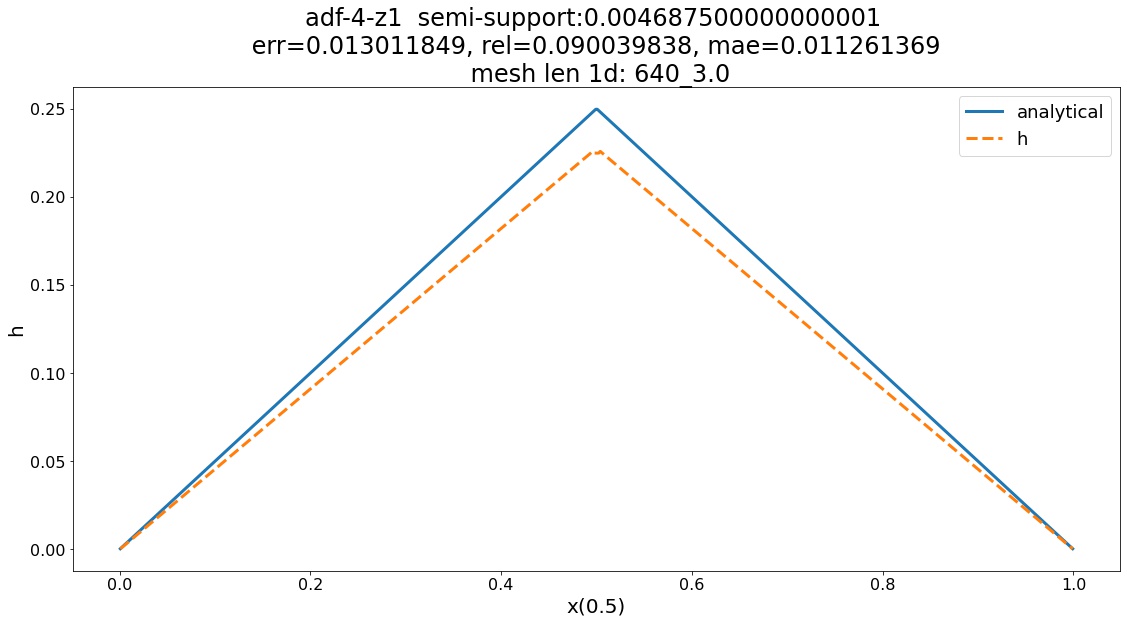 adf-4-z1  semi-support:0.004687500000000001
err=0.013011849, rel=0.090039838, mae=0.011261369
mesh len 1d: 640_3.0
analytical
h
h
0.25
0.20
0.15
0.10
0.05
0.00
0.0
0.2
0.4
0.6
0.8
1.0
x(0.5)